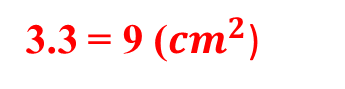 3.3 = 9 (cm²)